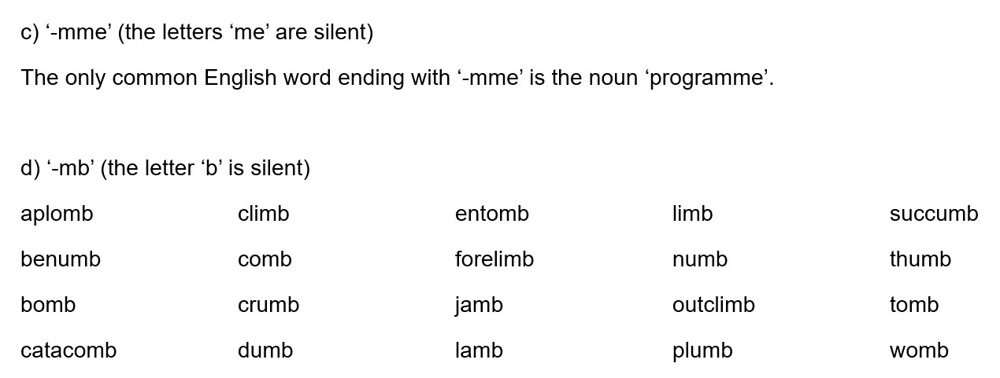 c) ‘-mme’ (the letters ‘me’ are silent)
The only common English word ending with ‘-mme’ is the noun ‘programme’.
d) ‘-mb’ (the letter ‘b’ is silent)
aplomb climb entomb limb succumb
benumb comb forelimb numb thumb
bomb crumb jamb outclimb tomb
catacomb dumb lamb plumb womb